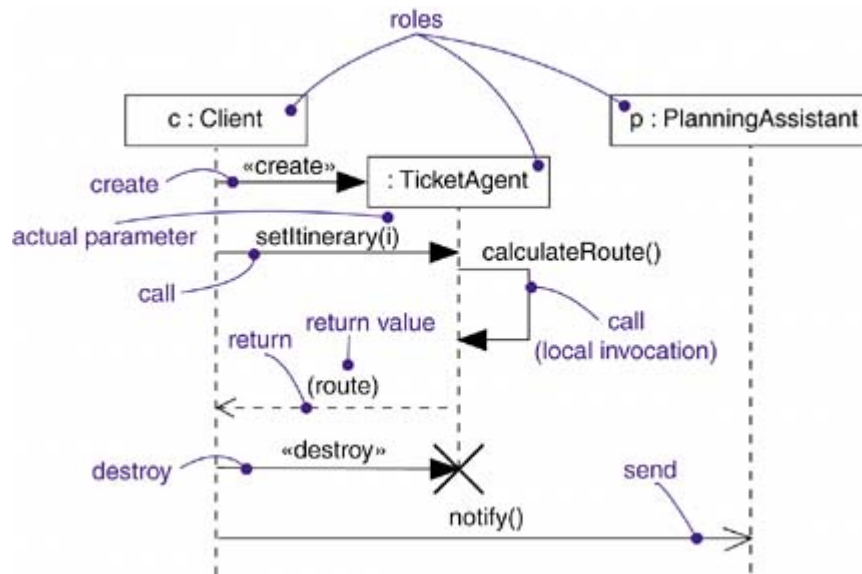 roles
c : Client
p : PlanningAssistant
«create»
create
: TicketAgent
actual parameter
setItinerary(i)
calculateRoute()
call
return value
call
(local invocation)
return
(route)
«destroy»
destroy
send
notify()